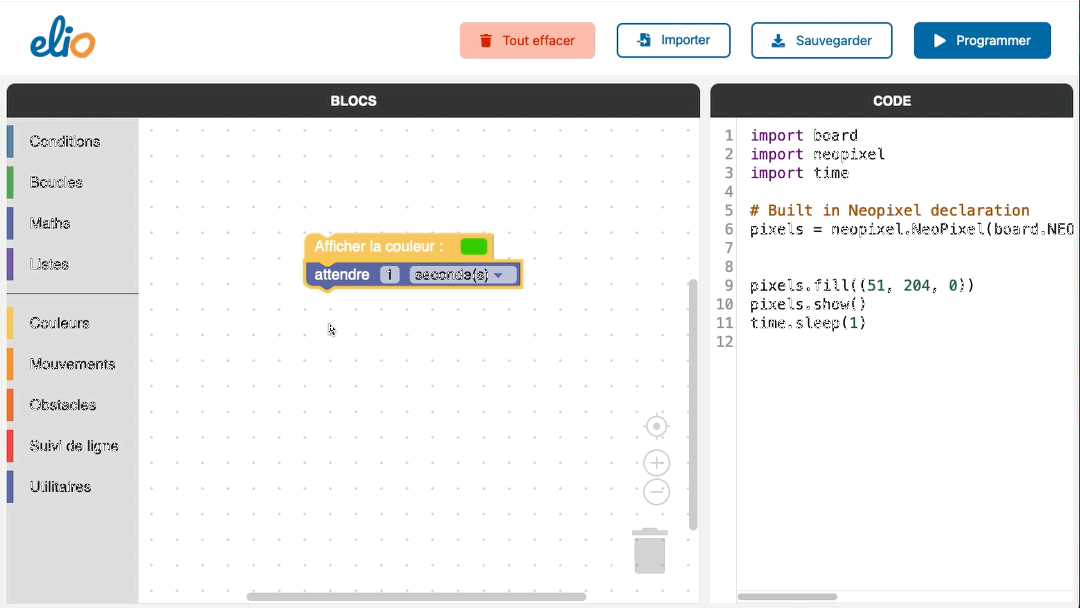 elio
Tout effacer
Importer
Sauvegarder
Programmer
BLOCS
CODE
Conditions
Boucles
Maths
Listes
Couleurs
Mouvements
Obstacles
Suivi de ligne
Utilitaires
Afficher la couleur :
attendre 1 seconde(s)
1 import board
2 import neopixel
3 import time
4
5 # Built in Neopixel declaration
6 pixels = neopixel.NeoPixel(board.NEO
7
8
9 pixels.fill((51, 204, 0))
10 pixels.show()
11 time.sleep(1)
12